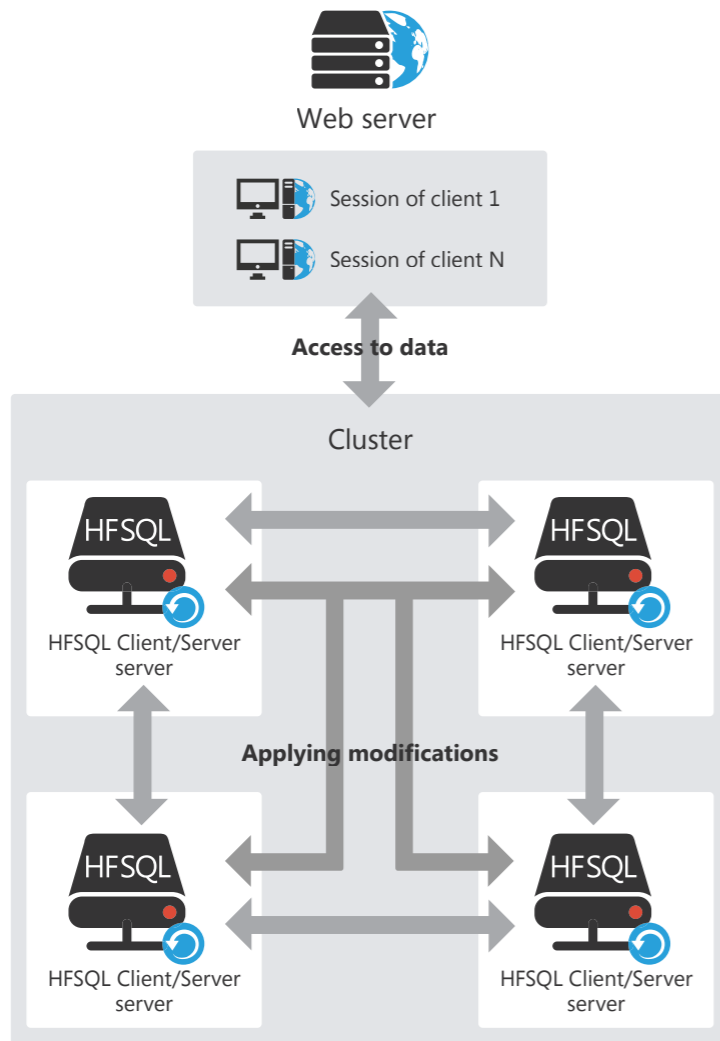 Web server
Session of client 1
Session of client N
Access to data
Cluster
HFSQL
HFSQL Client/Server
server
HFSQL
HFSQL Client/Server
server
Applying modifications
HFSQL
HFSQL Client/Server
server
HFSQL
HFSQL Client/Server
server